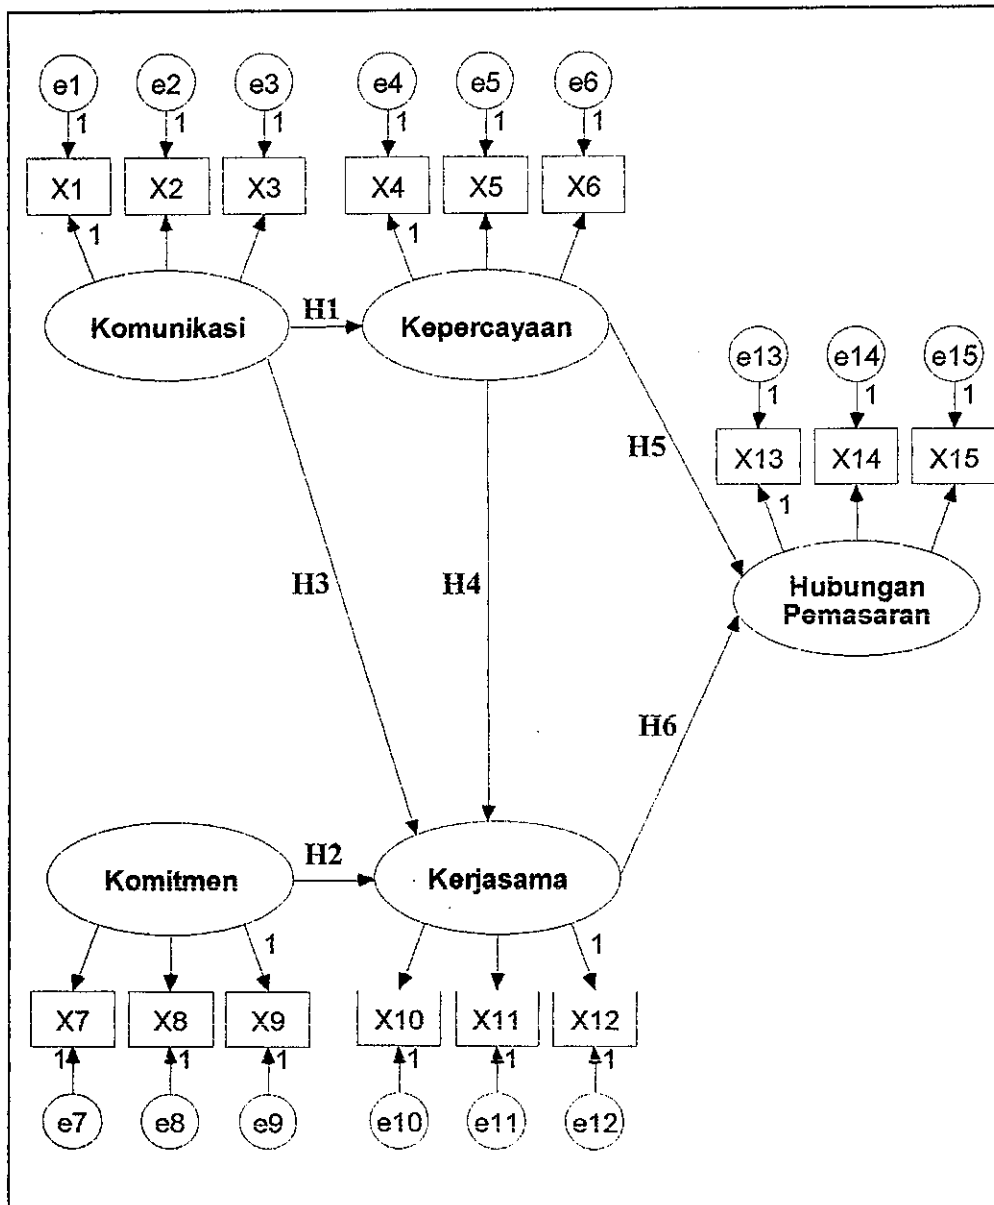 e1 e2 e3 e4 e5 e6
1 1 1 1 1 1
X1 X2 X3 X4 X5 X6
1 1
Komunikasi H1 Kepercayaan
e13 e14 e15
1 1 1
H5
X13 X14 X15
1
H3 H4
Hubungan
Pemasaran
H6
Komitmen H2 Kerjasama
1 1
X7 X8 X9 X10 X11 X12
1 1 1 1 1 1
e7 e8 e9 e10 e11 e12